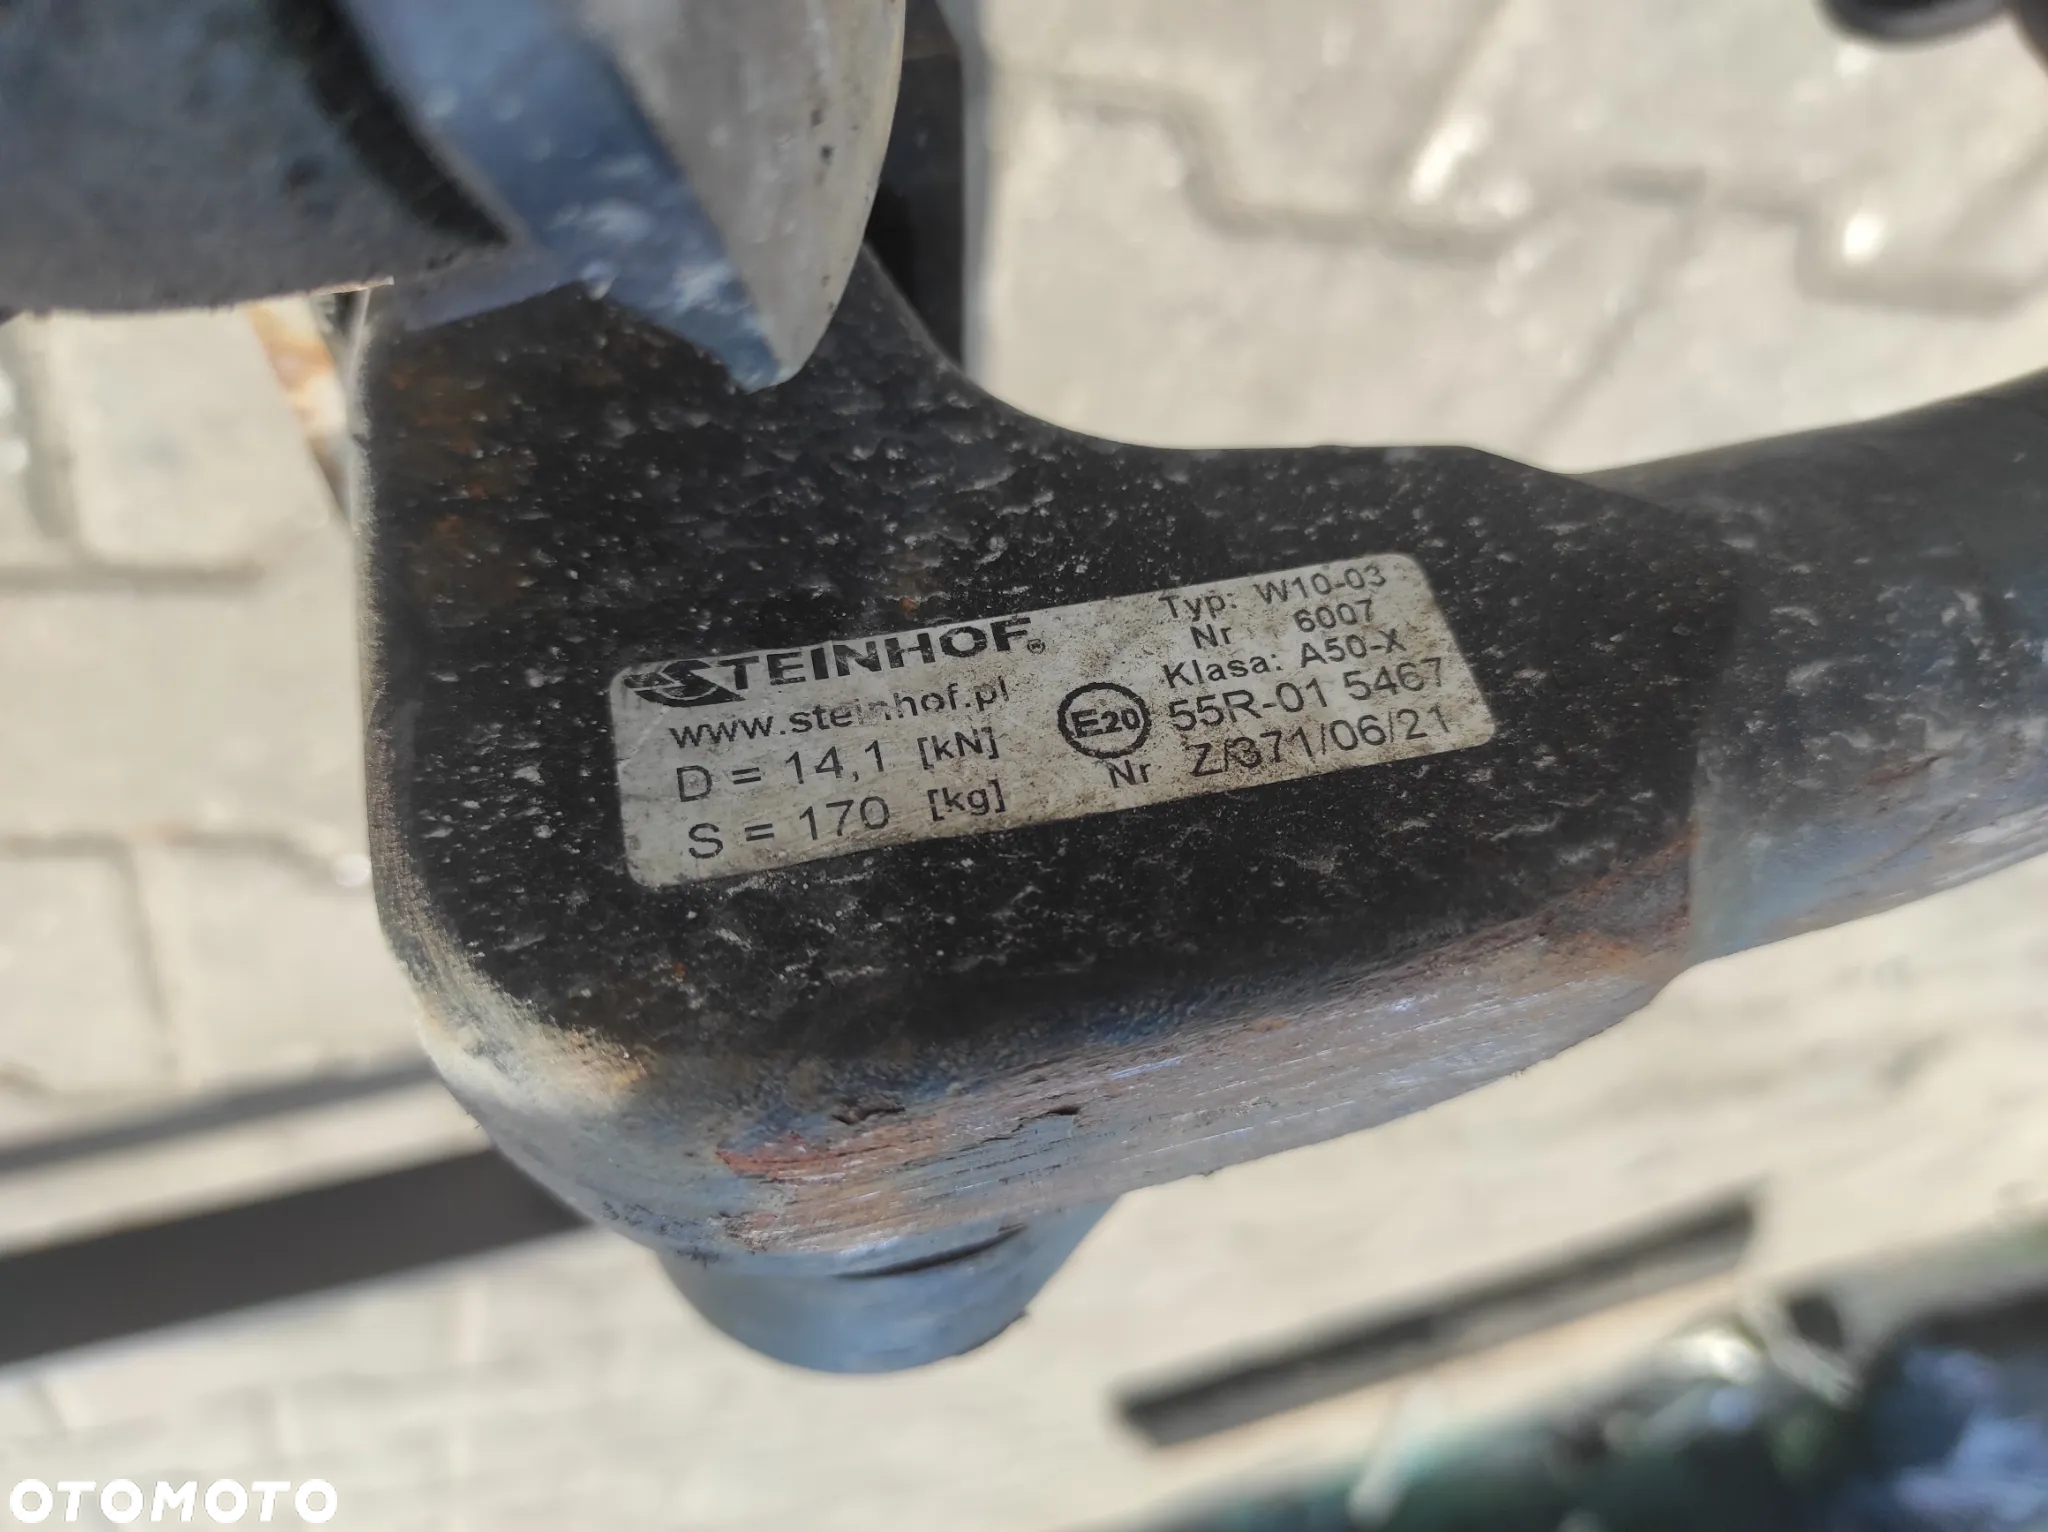 STEINHOF®
www.steinhof.pl
D = 14,1 [kN]
S = 170 [kg]
Typ: W10-03
Nr 6007
Klasa: A50-X
E20 55R-01 5467
Nr Z/371/06/21
OTOMOTO